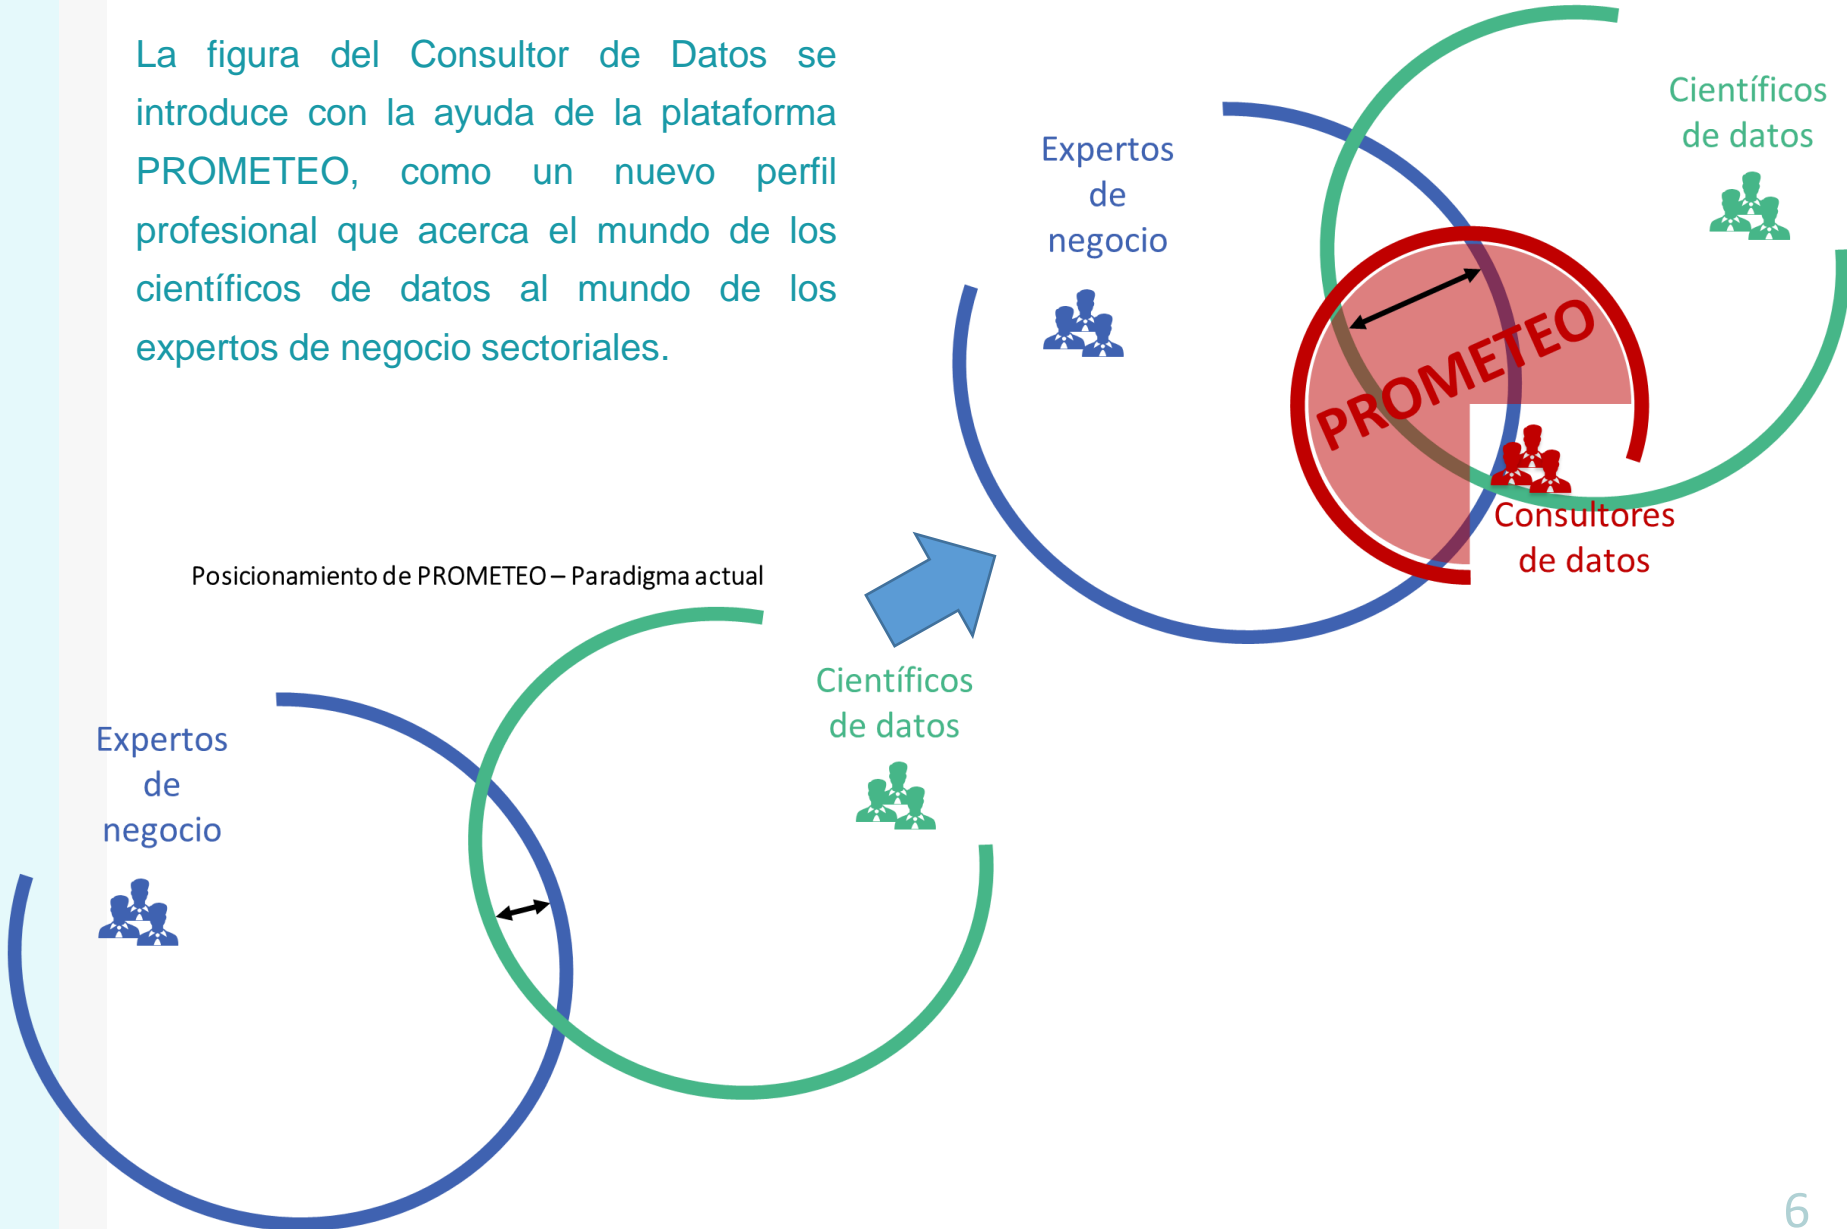 La figura del Consultor de Datos se
introduce con la ayuda de la plataforma
PROMETEO, como un nuevo perfil
profesional que acerca el mundo de los
científicos de datos al mundo de los
expertos de negocio sectoriales.
Expertos
de
negocio
Científicos
de datos
PROMETEO
Consultores
de datos
Posicionamiento de PROMETEO – Paradigma actual
Expertos
de
negocio
Científicos
de datos
6